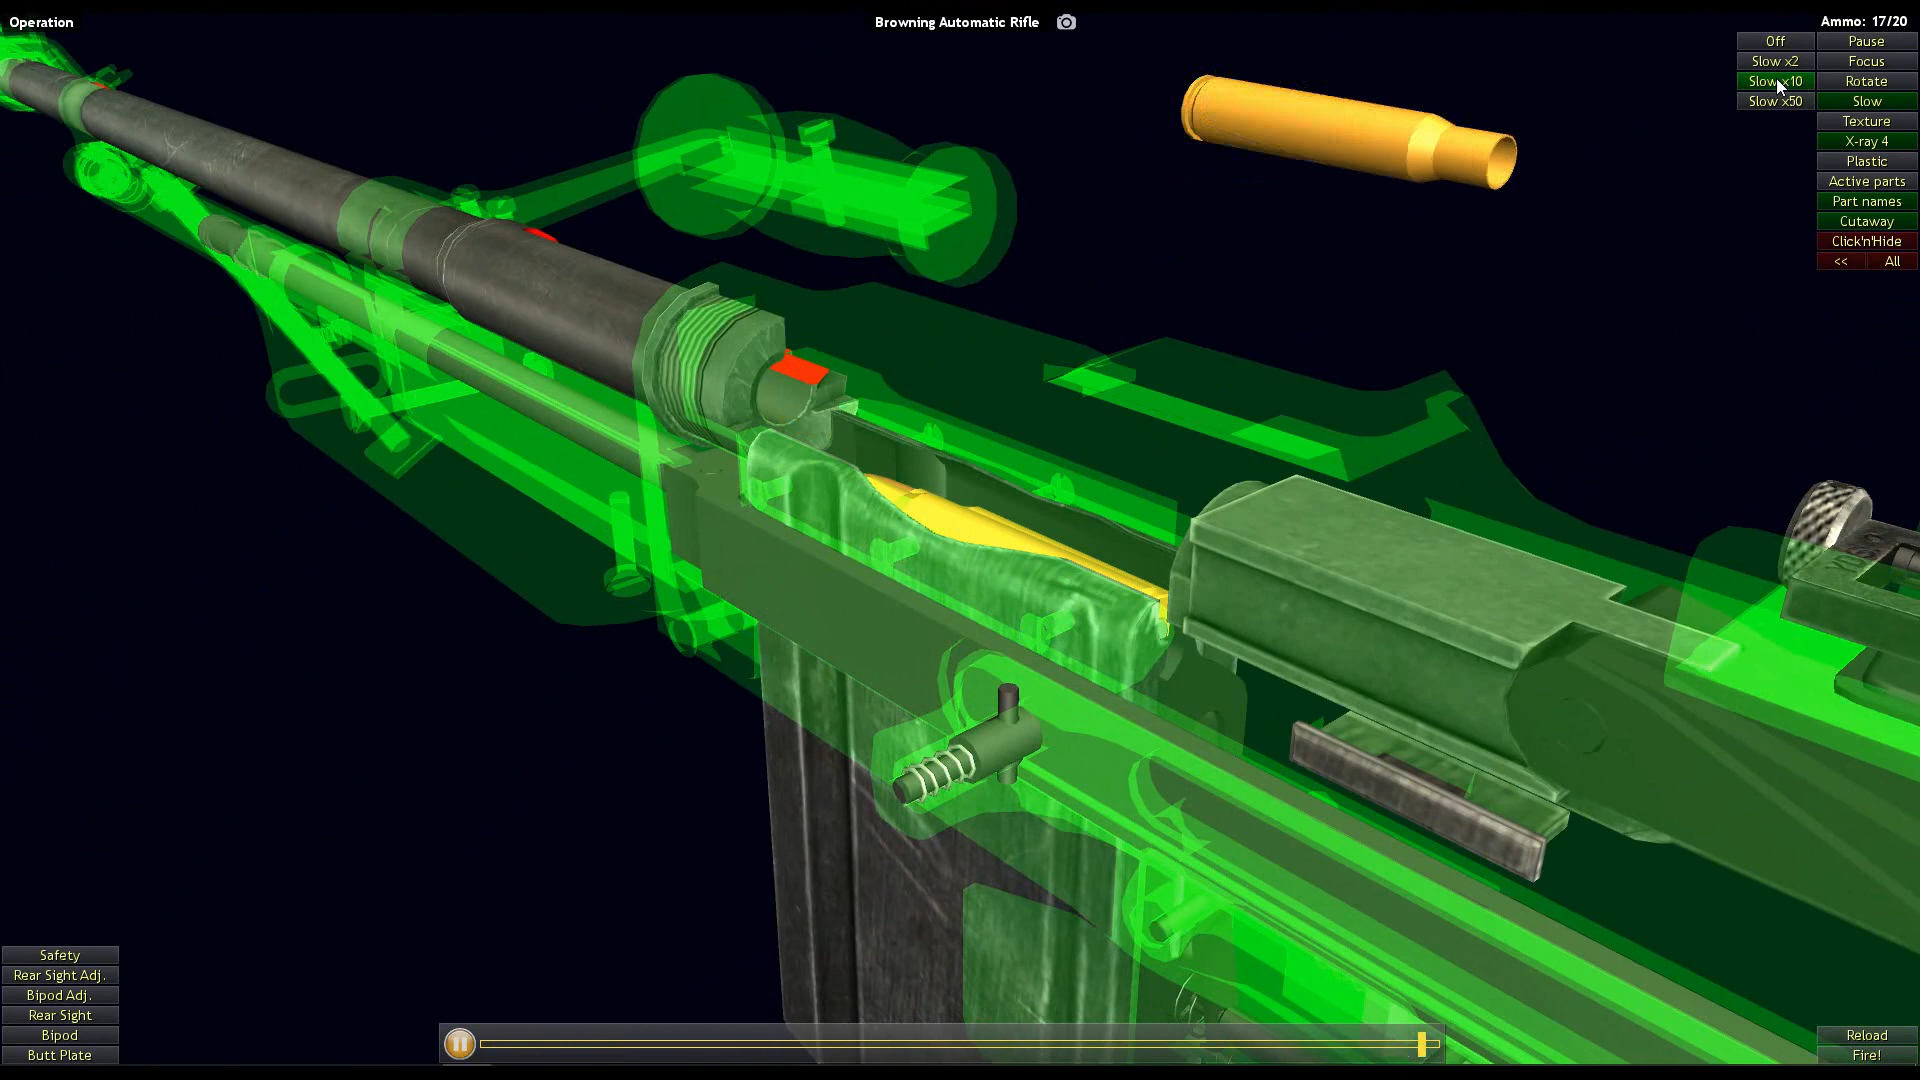 Operation
Browning Automatic Rifle
Ammo: 17/20
Off
Pause
Slow x2
Focus
Slow x10
Rotate
Slow x50
Slow
Texture
X-ray 4
Plastic
Active parts
Part names
Cutaway
Click'n'Hide
<< All
Safety
Rear Sight Adj.
Bipod Adj.
Rear Sight
Bipod
Butt Plate
Reload
Fire!